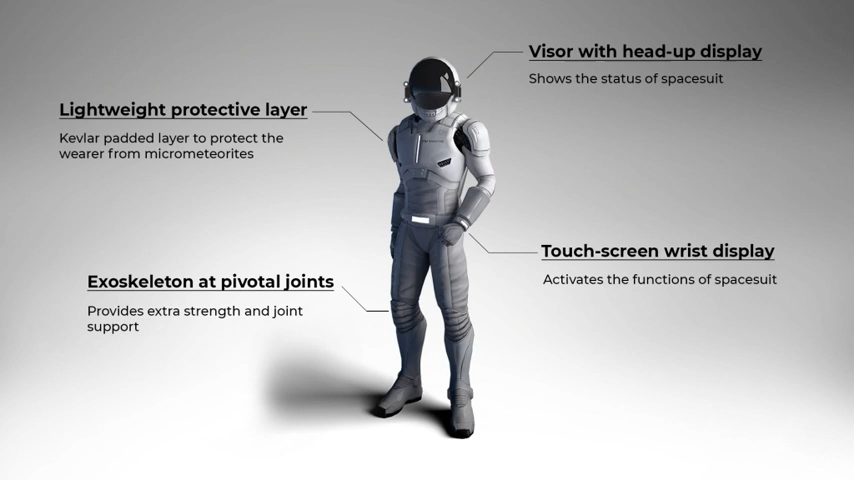 Visor with head-up display
Shows the status of spacesuit
Lightweight protective layer
Kevlar padded layer to protect the
wearer from micrometeorites
Touch-screen wrist display
Activates the functions of spacesuit
Exoskeleton at pivotal joints
Provides extra strength and joint
support